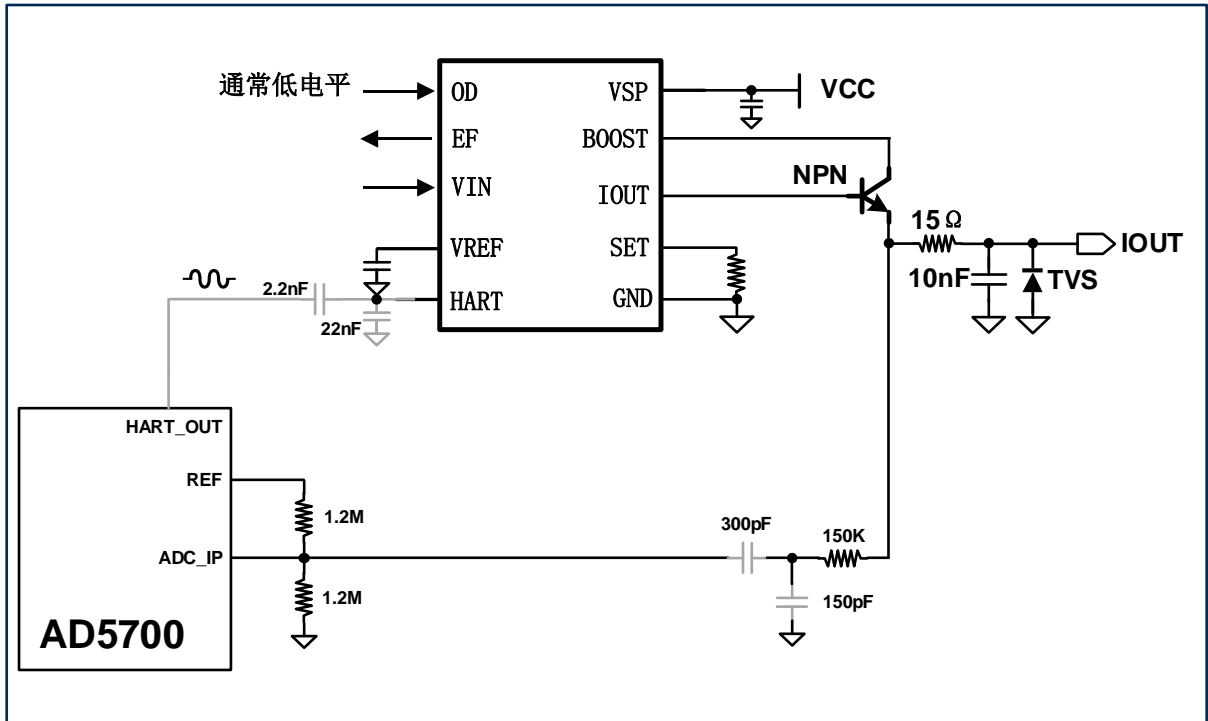 通常低电平
OD
VSP
VCC
EF
BOOST
NPN
VIN
IOUT
15Ω
IOUT
VREF
SET
10nF
TVS
2.2nF
HART
GND
22nF
HART_OUT
REF
1.2M
300pF
150K
ADC_IP
1.2M
150pF
AD5700